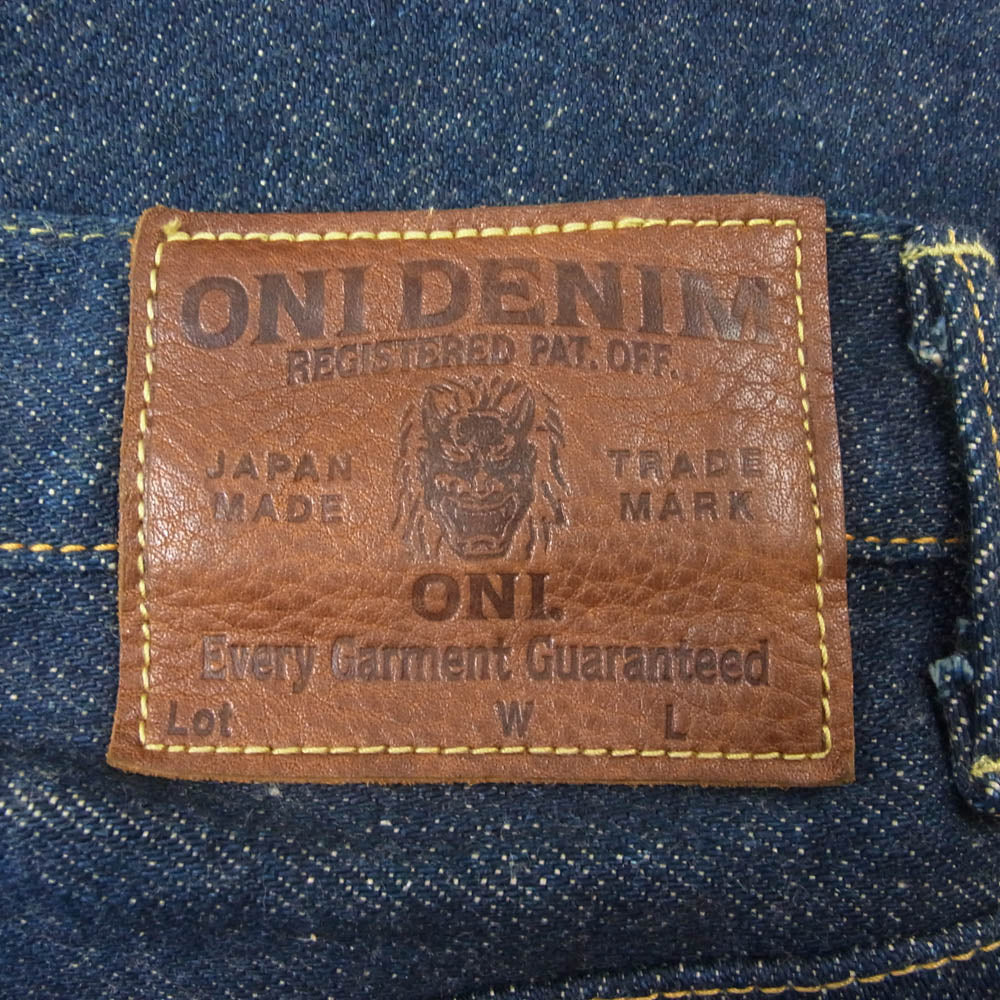 ONI DENIM
REGISTERED PAT. OFF.
JAPAN MADE
TRADE MARK
ONI.
Every Garment Guaranteed
Lot W L